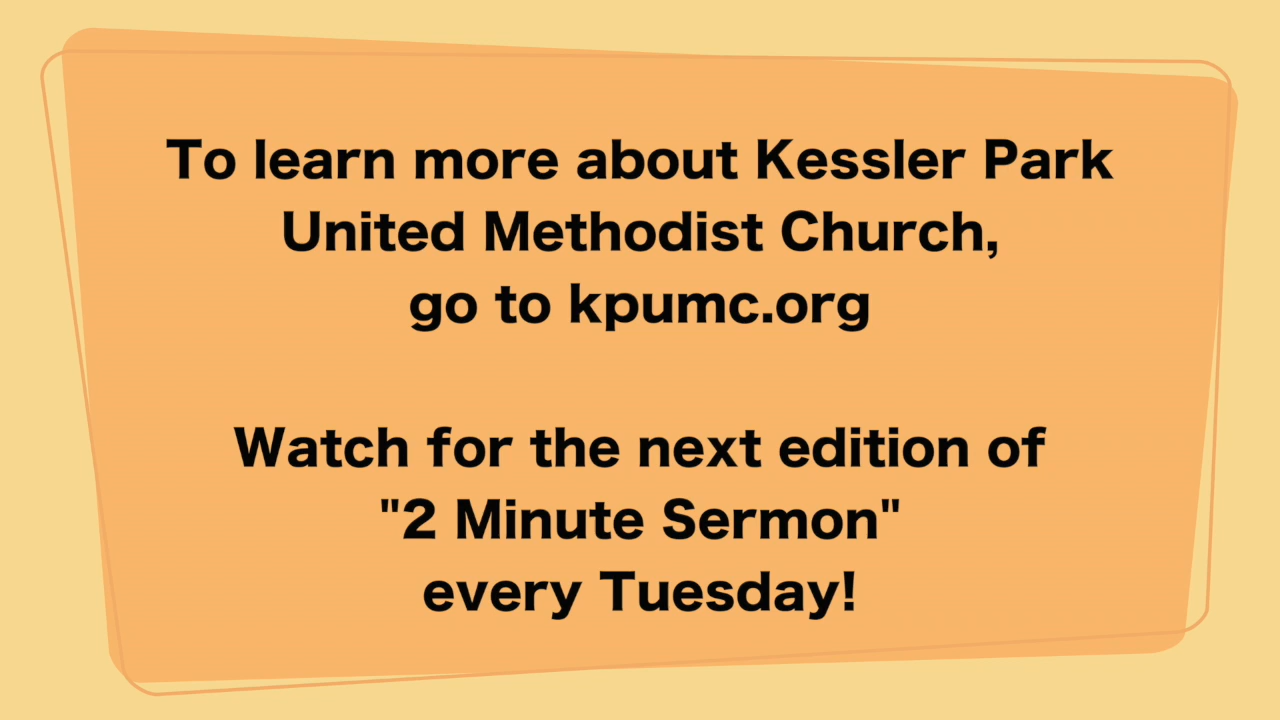 To learn more about Kessler Park
United Methodist Church,
go to kpumc.org
Watch for the next edition of
"2 Minute Sermon"
every Tuesday!